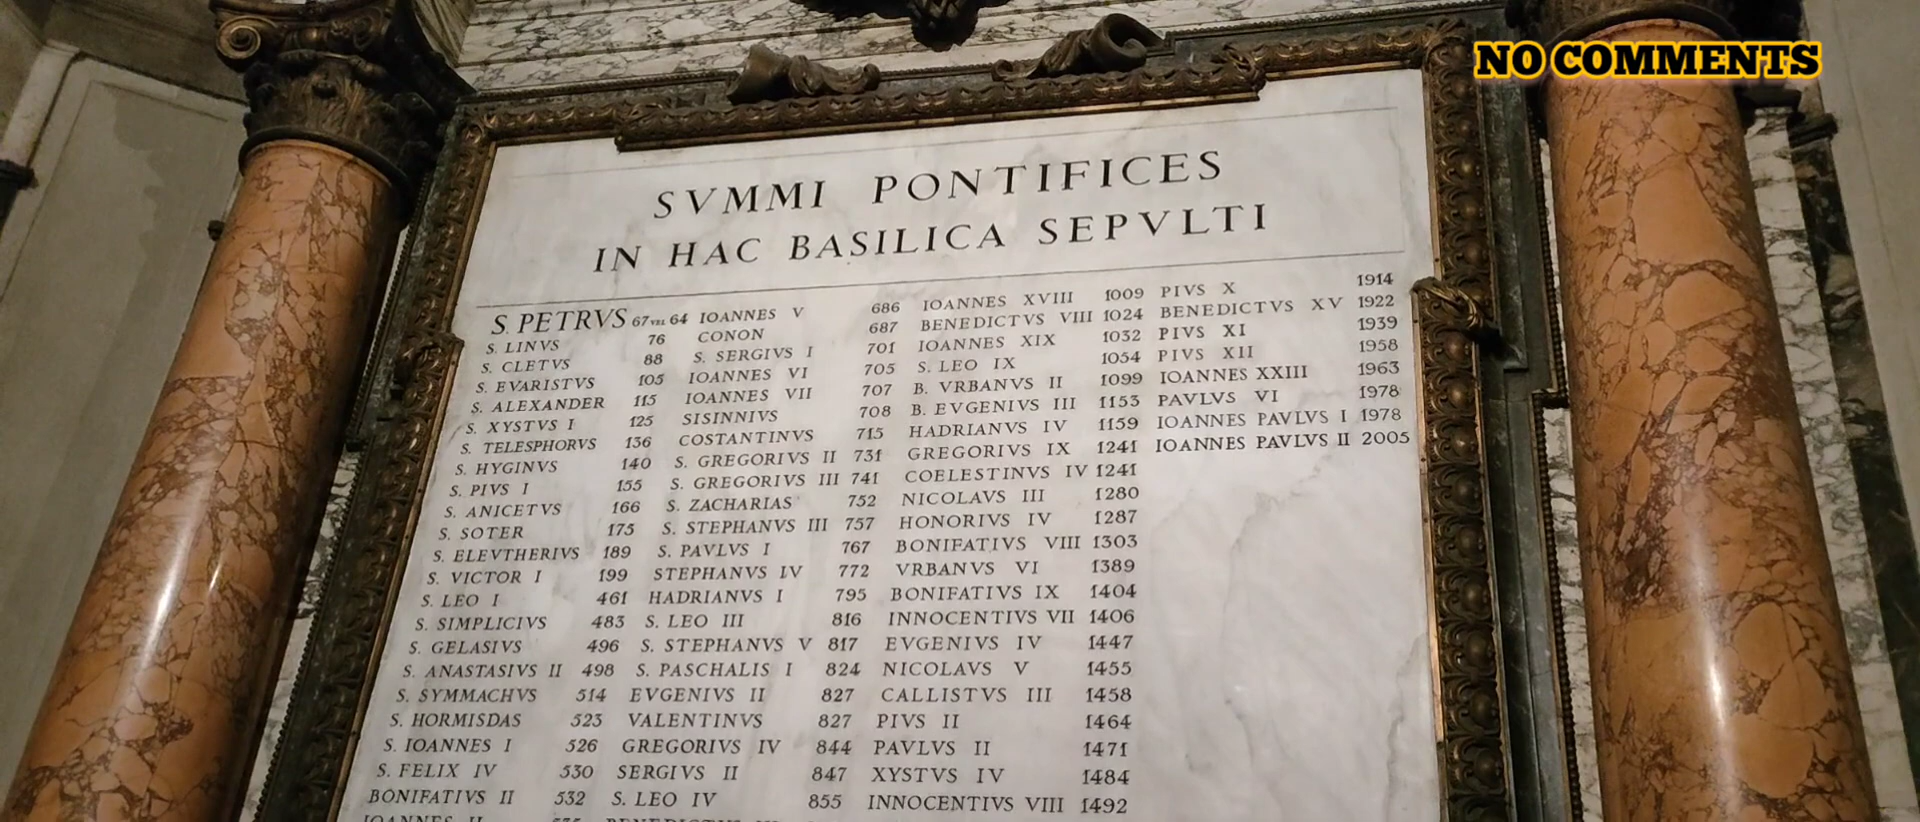 NO COMMENTS
SVMMI PONTIFICES
IN HAC BASILICA SEPVLTI
S. PETRVS 67 VEL 64
S. LINVS 76
S. CLETVS 88
S. EVARISTVS 105
S. ALEXANDER 115
S. XYSTVS I 125
S. TELESPHORVS 136
S. HYGINVS 140
S. PIVS I 155
S. ANICETVS 166
S. SOTER 175
S. ELEVTHERIVS 189
S. VICTOR I 199
S. LEO I 461
S. SIMPLICIVS 483
S. GELASIVS 496
S. ANASTASIVS II 498
S. SYMMACHVS 514
S. HORMISDAS 523
S. IOANNES I 526
S. FELIX IV 530
BONIFATIVS II 532
IOANNES II 535
IOANNES V 686
CONON 687
S. SERGIVS I 701
IOANNES VI 705
IOANNES VII 707
SISINNIVS 708
COSTANTINVS 715
S. GREGORIVS II 731
S. GREGORIVS III 741
S. ZACHARIAS 752
S. STEPHANVS III 757
S. PAVLVS I 767
STEPHANVS IV 772
HADRIANVS I 795
S. LEO III 816
S. STEPHANVS V 817
S. PASCHALIS I 824
EVGENIVS II 827
VALENTINVS 827
GREGORIVS IV 844
SERGIVS II 847
S. LEO IV 855
IOANNES XVIII 1009
BENEDICTVS VIII 1024
IOANNES XIX 1032
S. LEO IX 1054
B. VRBANVS II 1099
B. EVGENIVS III 1153
HADRIANVS IV 1159
GREGORIVS IX 1241
COELESTINVS IV 1241
NICOLAVS III 1280
HONORIVS IV 1287
BONIFATIVS VIII 1303
VRBANVS VI 1389
BONIFATIVS IX 1404
INNOCENTIVS VII 1406
EVGENIVS IV 1447
NICOLAVS V 1455
CALLISTVS III 1458
PIVS II 1464
PAVLVS II 1471
XYSTVS IV 1484
INNOCENTIVS VIII 1492
PIVS X 1914
BENEDICTVS XV 1922
PIVS XI 1939
PIVS XII 1958
IOANNES XXIII 1963
PAVLVS VI 1978
IOANNES PAVLVS I 1978
IOANNES PAVLVS II 2005